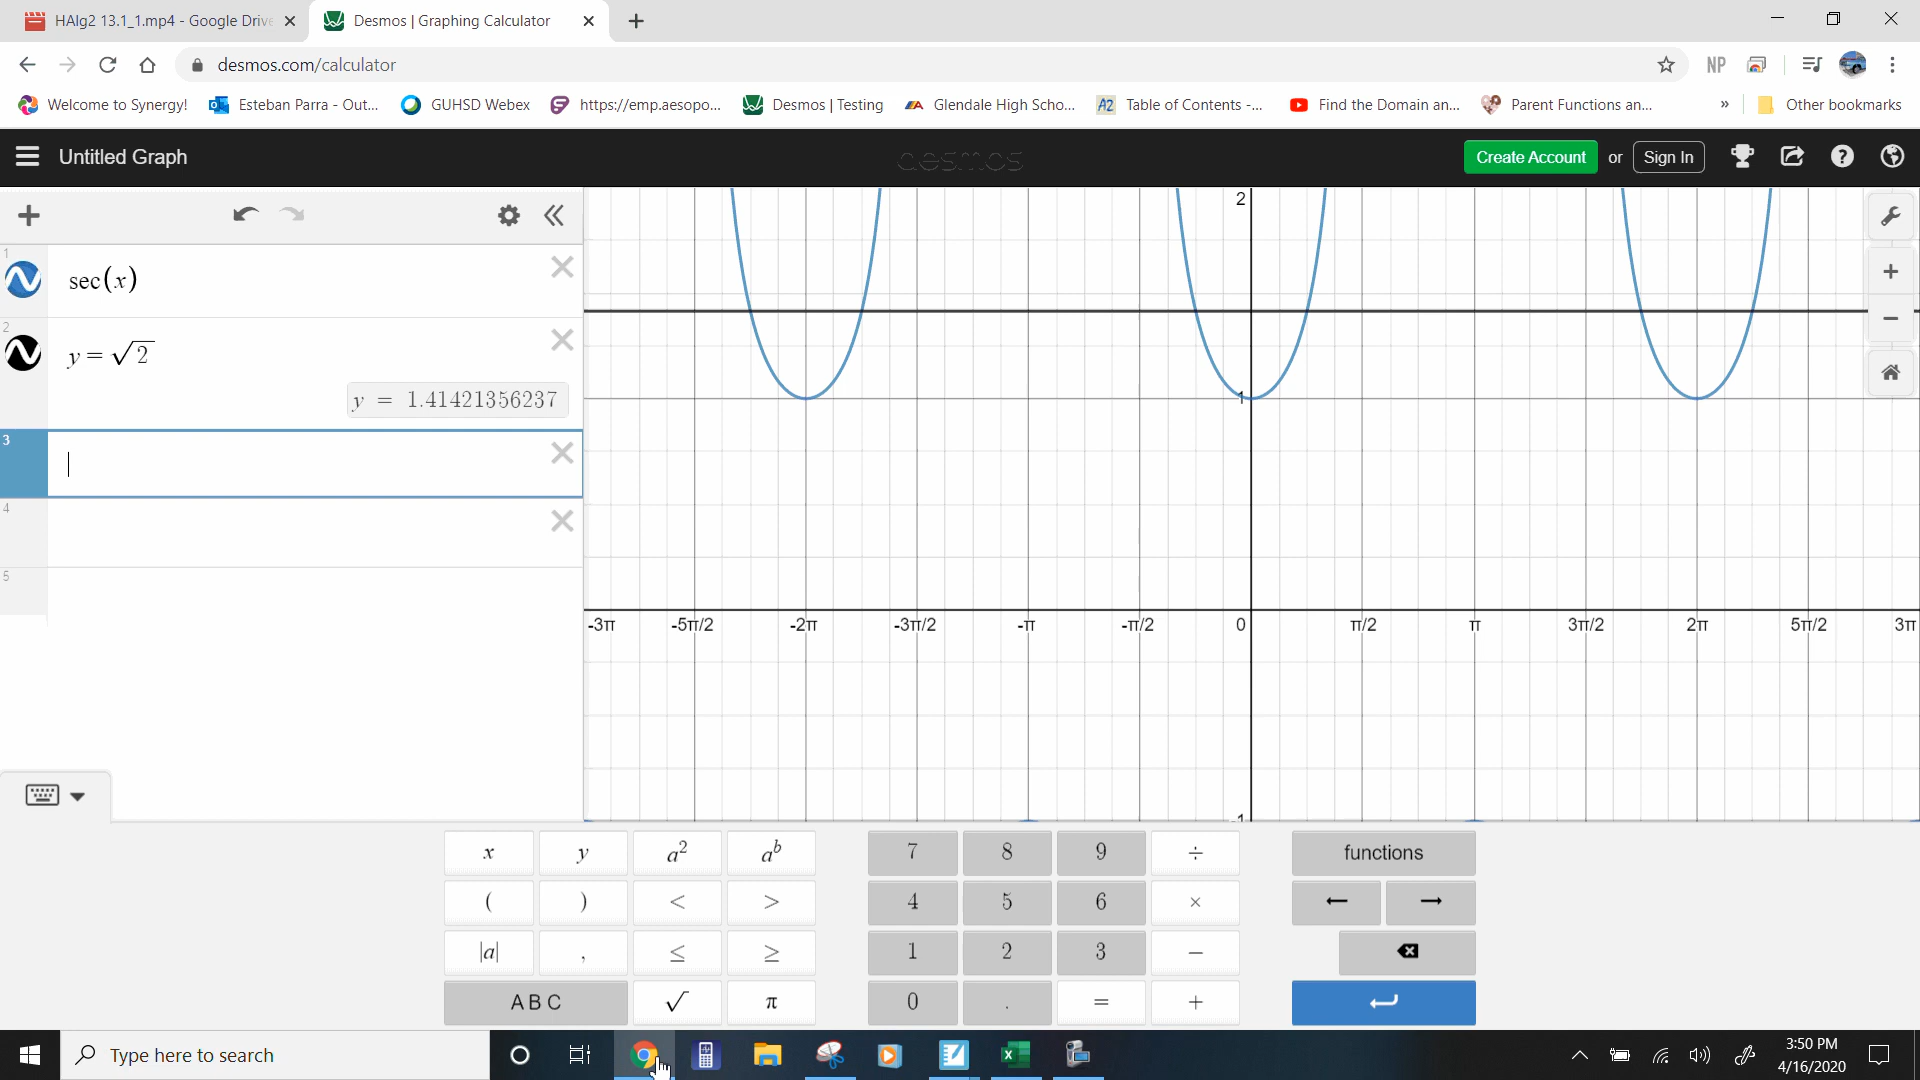 HAlg2 13.1_1.mp4 - Google Drive
Desmos | Graphing Calculator
desmos.com/calculator
NP
Welcome to Synergy!
Esteban Parra - Out...
GUHSD Webex
https://emp.aesopo...
Desmos | Testing
Glendale High Scho...
A2 Table of Contents -...
Find the Domain an...
Parent Functions an...
»
Other bookmarks
Untitled Graph
desmos
Create Account
or
Sign In
1
sec(x)
2
y = √2
y = 1.41421356237
3
4
5
2
1
-3π
-5π/2
-2π
-3π/2
-π
-π/2
0
π/2
π
3π/2
2π
5π/2
3π
-1
x y a² a^b 7 8 9 ÷ functions
( ) < > 4 5 6 × ← →
|a| , ≤ ≥ 1 2 3 −
A B C √ π 0 . = +
Type here to search
3:50 PM
4/16/2020